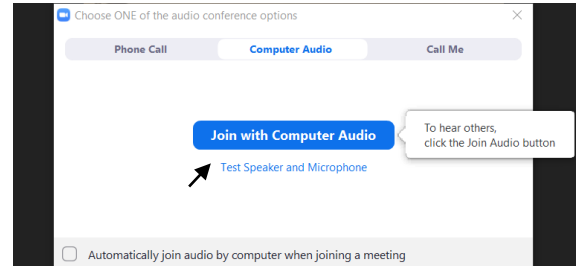 Choose ONE of the audio conference options
Phone Call
Computer Audio
Call Me
Join with Computer Audio
To hear others,
click the Join Audio button
Test Speaker and Microphone
Automatically join audio by computer when joining a meeting